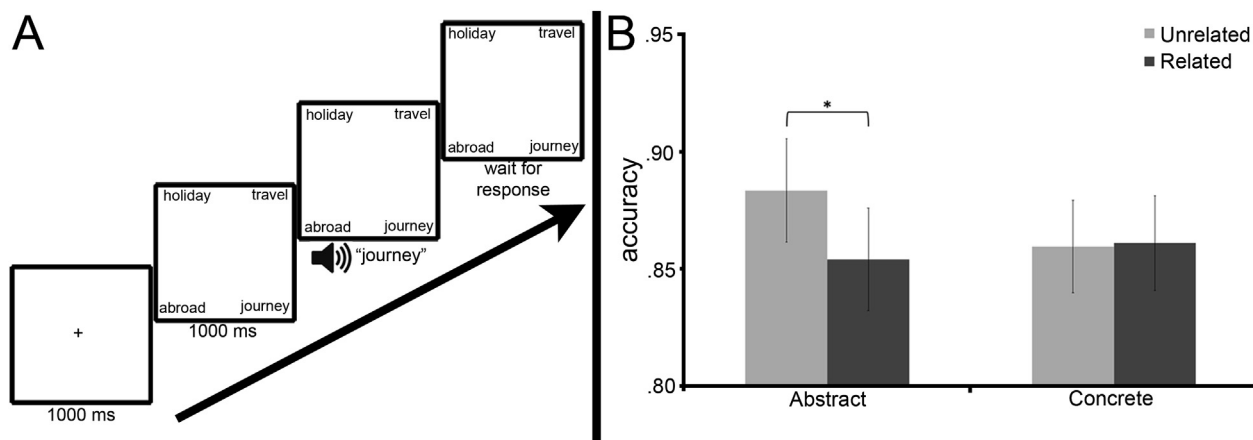 A
+
1000 ms
holiday travel
abroad journey
1000 ms
holiday travel
abroad journey
“journey”
holiday travel
abroad journey
wait for
response
B
Unrelated
Related
accuracy
.95
.90
.85
.80
*
Abstract Concrete